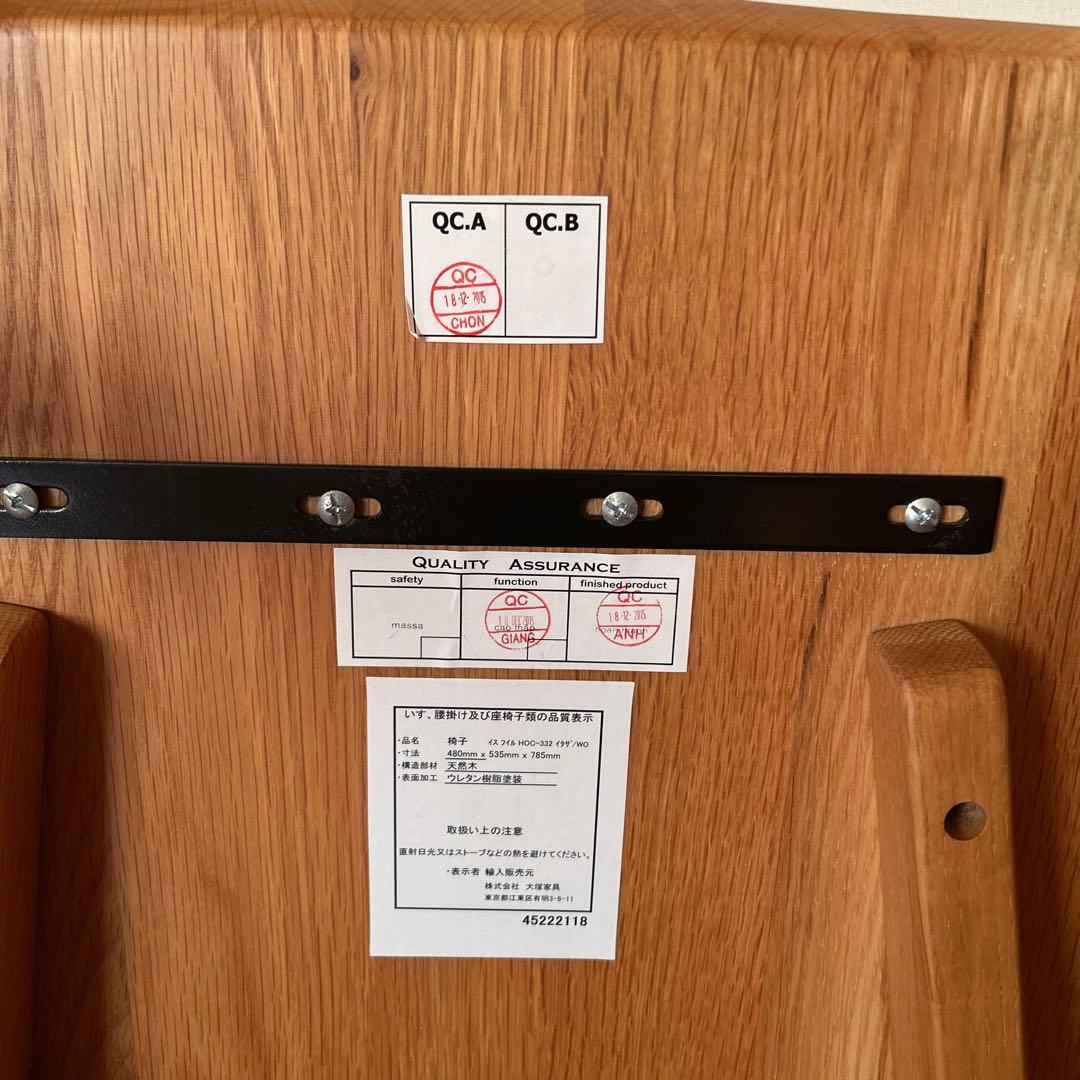 QC.A QC.B
QC
18-12-2015
CHON
QUALITY ASSURANCE
safety function finished product
QC QC
18 DEC 2015 18-12-2015
massa cao thap
GIANG ANH
いす、腰掛け及び座椅子類の品質表示
・品名 椅子 イス フイル HOC-332 イタザ/WO
・寸法 480mm x 535mm x 785mm
・構造部材 天然木
・表面加工 ウレタン樹脂塗装
取扱い上の注意
直射日光又はストーブなどの熱を避けてください。
・表示者 輸入販売元
株式会社 大塚家具
東京都江東区有明3-6-11
45222118